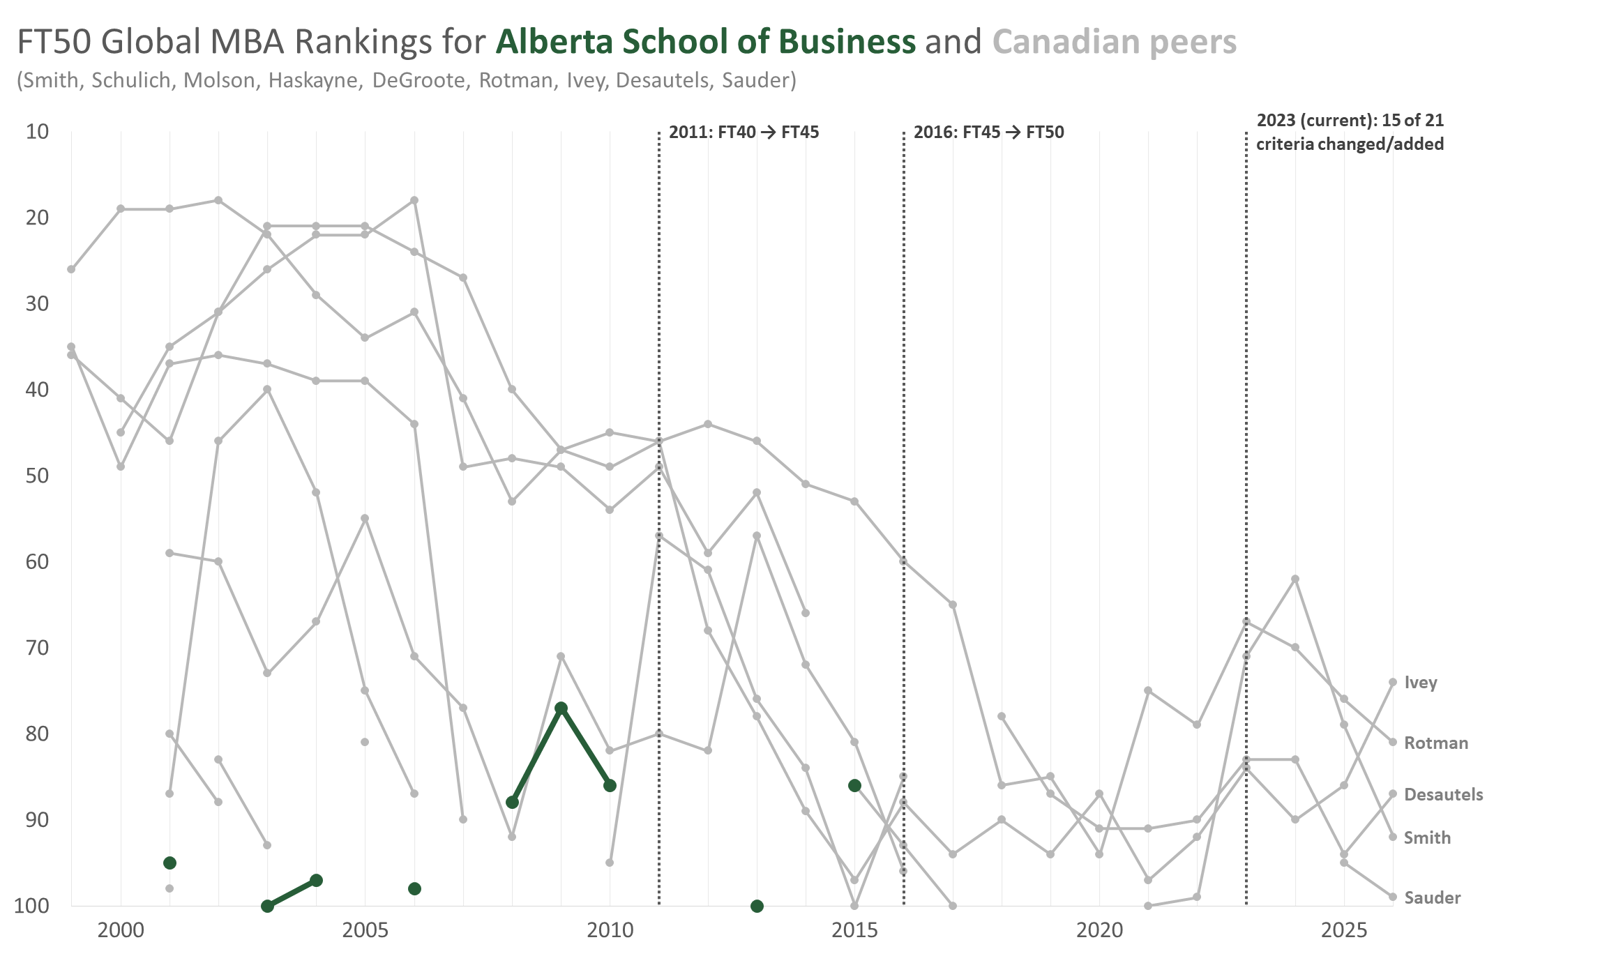 FT50 Global MBA Rankings for Alberta School of Business and Canadian peers
(Smith, Schulich, Molson, Haskayne, DeGroote, Rotman, Ivey, Desautels, Sauder)
2011: FT40 → FT45
2016: FT45 → FT50
2023 (current): 15 of 21
criteria changed/added
10
20
30
40
50
60
70
80
90
100
Ivey
Rotman
Desautels
Smith
Sauder
2000
2005
2010
2015
2020
2025